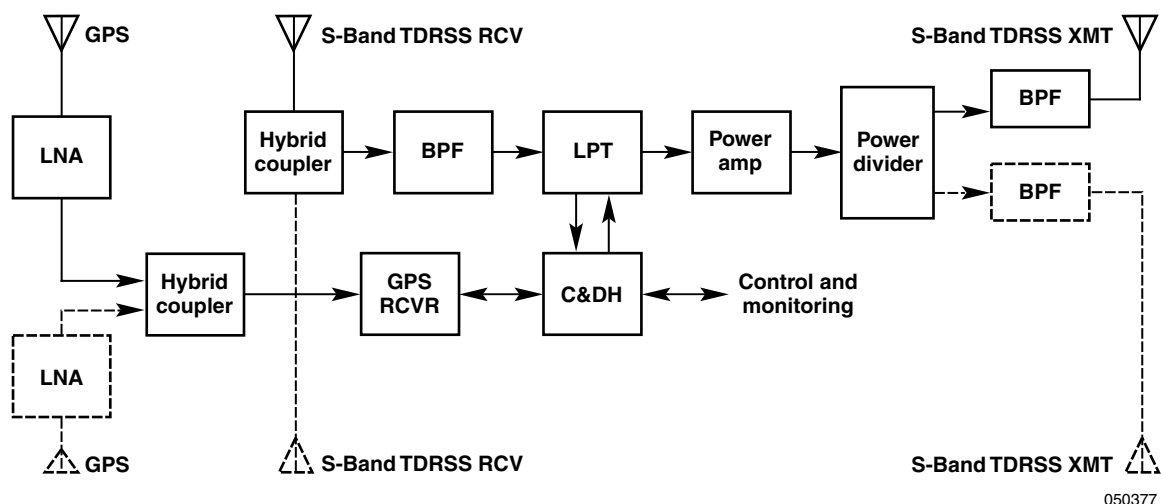 GPS
S-Band TDRSS RCV
S-Band TDRSS XMT
LNA
Hybrid
coupler
BPF
LPT
Power
amp
Power
divider
BPF
BPF
Hybrid
coupler
GPS
RCVR
C&DH
Control and
monitoring
LNA
GPS
S-Band TDRSS RCV
S-Band TDRSS XMT
050377